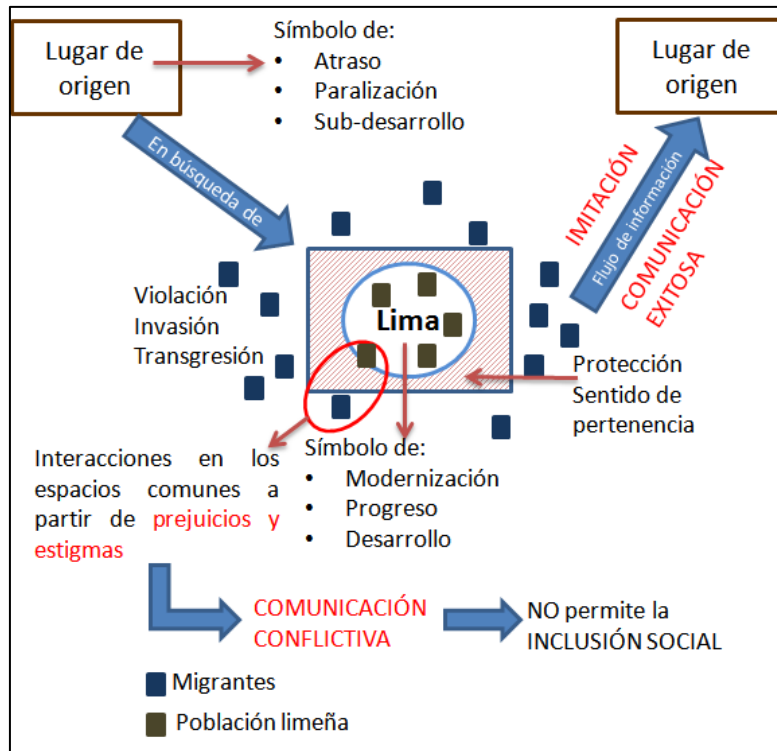 Lugar de
origen
Símbolo de:
• Atraso
• Paralización
• Sub-desarrollo
Lugar de
origen
En búsqueda de
IMITACIÓN
Flujo de información
COMUNICACIÓN
EXITOSA
Violación
Invasión
Transgresión
Lima
Protección
Sentido de
pertenencia
Interacciones en los
espacios comunes a
partir de prejuicios y
estigmas
Símbolo de:
• Modernización
• Progreso
• Desarrollo
COMUNICACIÓN
CONFLICTIVA
NO permite la
INCLUSIÓN SOCIAL
Migrantes
Población limeña